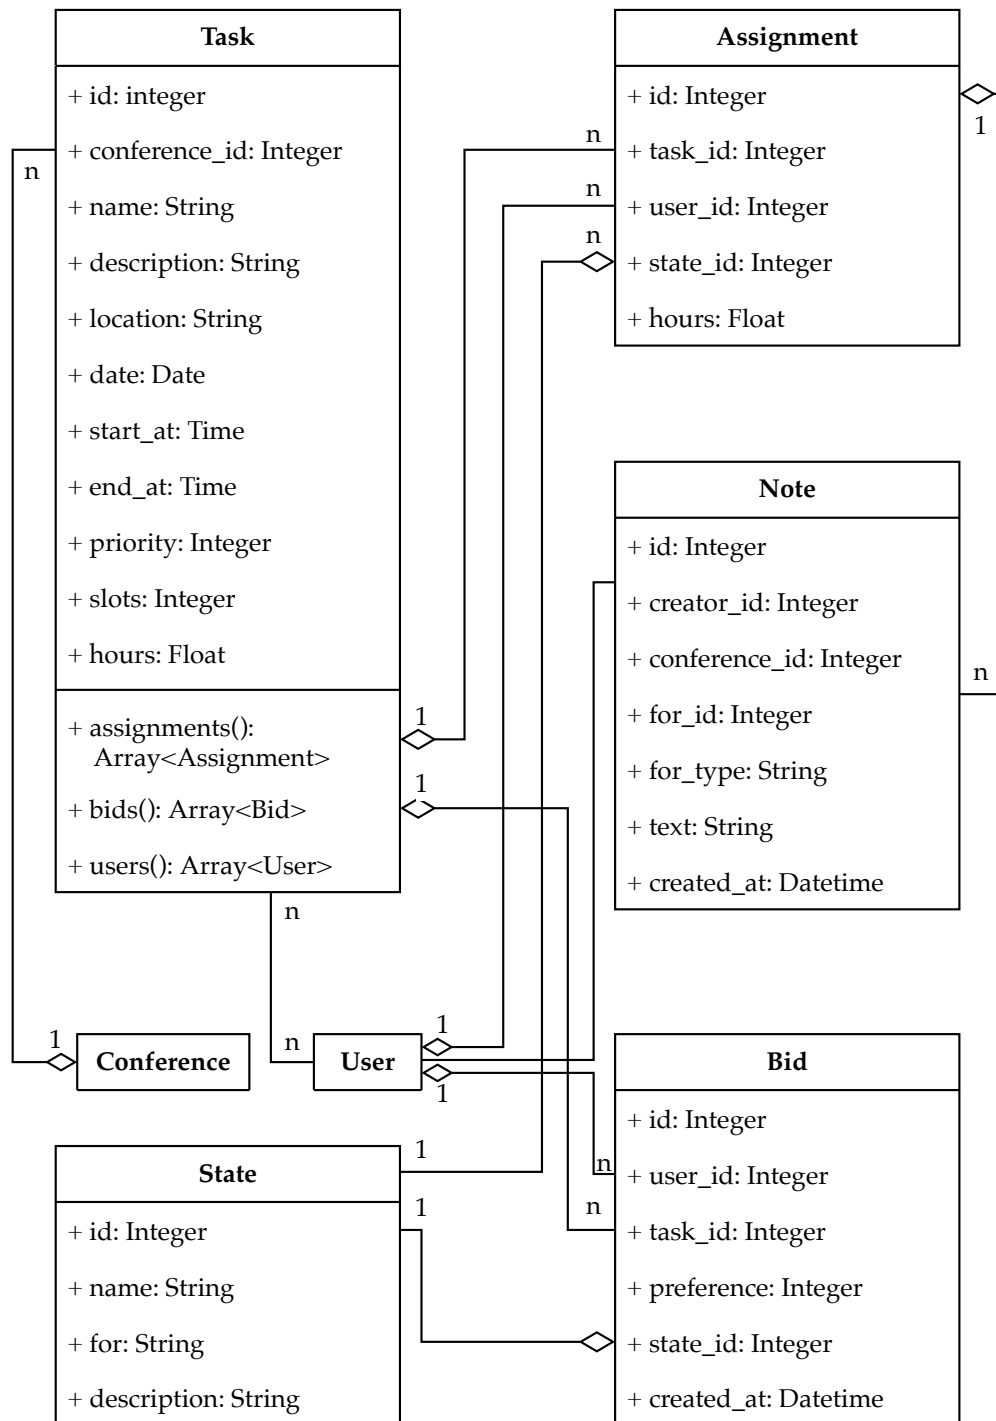 Task
+ id: integer
+ conference_id: Integer
+ name: String
+ description: String
+ location: String
+ date: Date
+ start_at: Time
+ end_at: Time
+ priority: Integer
+ slots: Integer
+ hours: Float
+ assignments():
Array<Assignment>
+ bids(): Array<Bid>
+ users(): Array<User>
n
1
1
n
Assignment
+ id: Integer
+ task_id: Integer
+ user_id: Integer
+ state_id: Integer
+ hours: Float
n
n
n
1
Note
+ id: Integer
+ creator_id: Integer
+ conference_id: Integer
+ for_id: Integer
+ for_type: String
+ text: String
+ created_at: Datetime
n
1
Conference
n
User
1
1
State
+ id: Integer
+ name: String
+ for: String
+ description: String
1
1
Bid
+ id: Integer
+ user_id: Integer
+ task_id: Integer
+ preference: Integer
+ state_id: Integer
+ created_at: Datetime
n
n